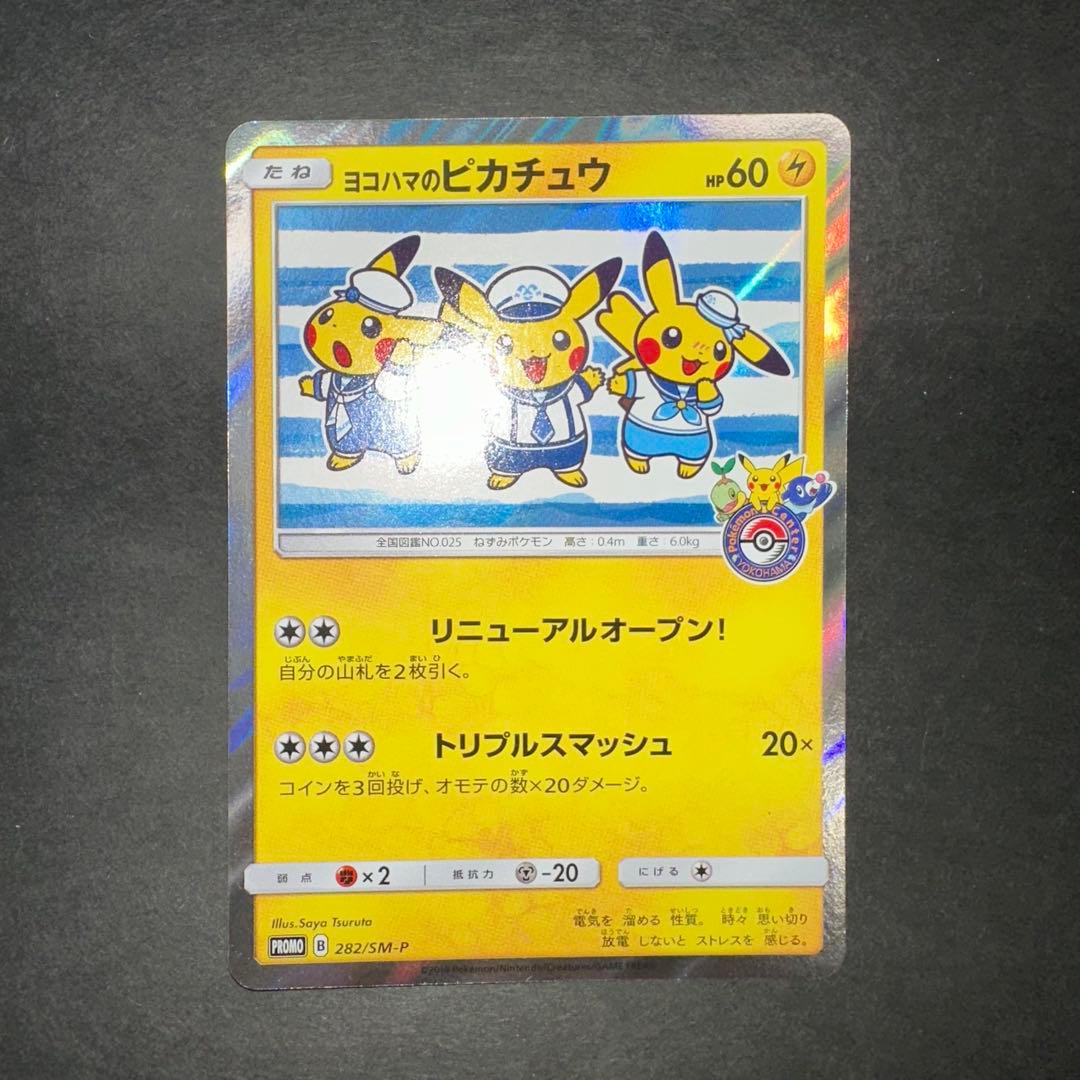 たね ヨコハマのピカチュウ HP60
Pokémon Center
YOKOHAMA
全国図鑑NO.025 ねずみポケモン 高さ:0.4m 重さ:6.0kg
リニューアルオープン!
自分の山札を2枚引く。
トリプルスマッシュ 20×
コインを3回投げ、オモテの数×20ダメージ。
弱点 ×2 抵抗力 -20 にげる
Illus.Saya Tsuruta
電気を 溜める 性質。 時々 思い切り
放電 しないと ストレスを 感じる。
PROMO B 282/SM-P
Pokémon/Nintendo/Creatures/GAME FREAK